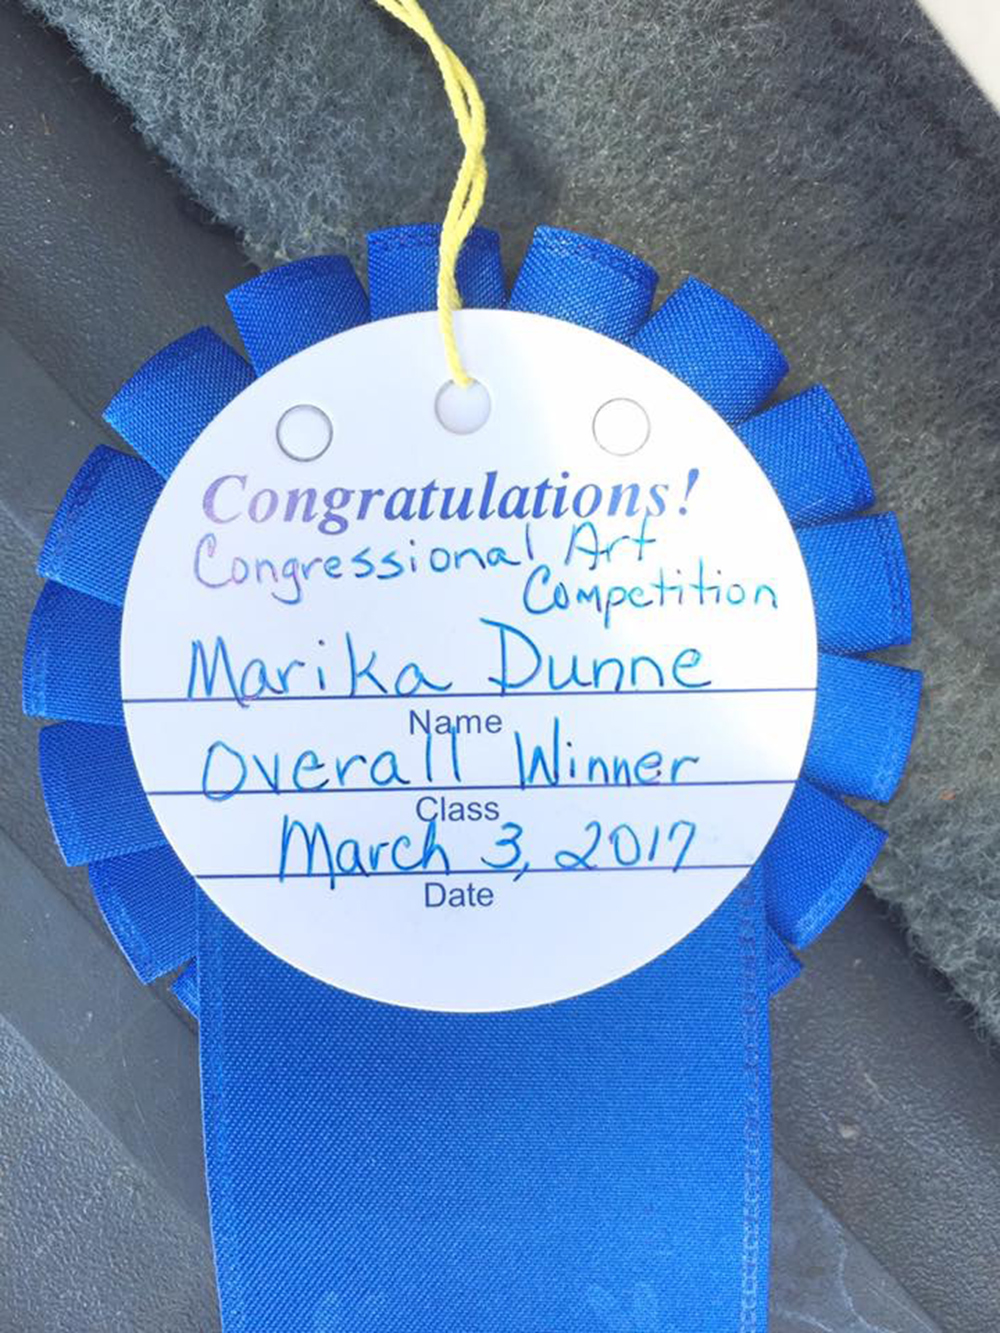 Congratulations!
Congressional Art
Competition
Marika Dunne
Name
Overall Winner
Class
March 3, 2017
Date